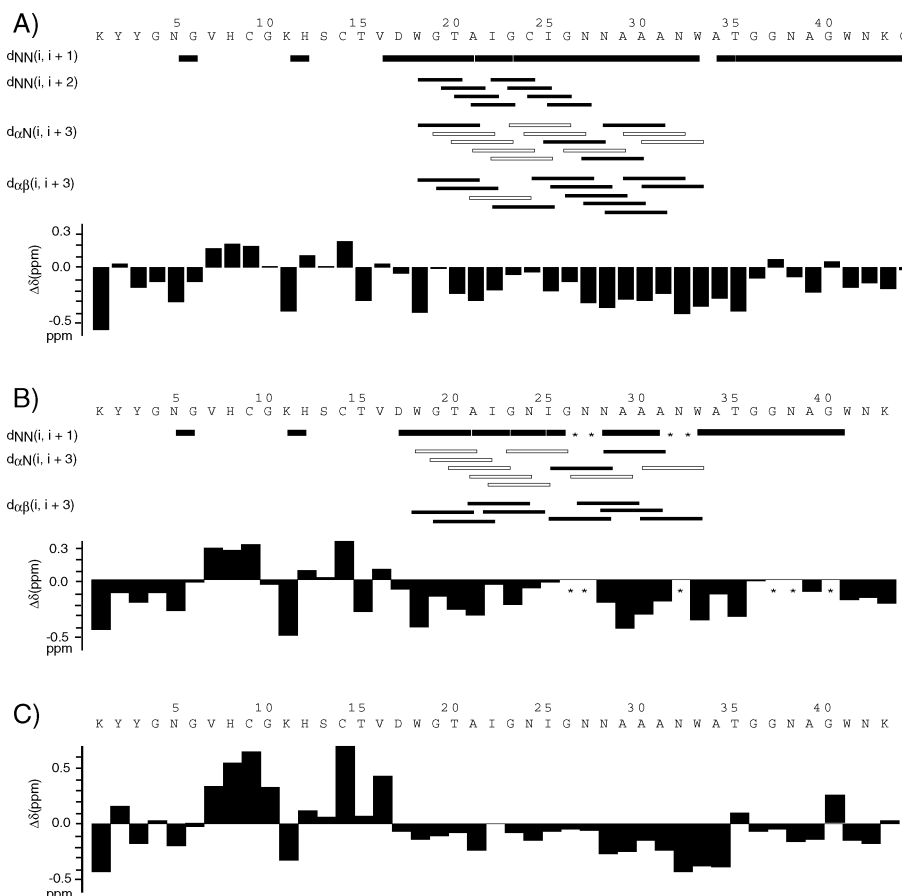 A)
5 10 15 20 25 30 35 40
K Y Y G N G V H C G K H S C T V D W G T A I G C I G N N A A A N W A T G G N A G W N K
dNN(i, i + 1)
dNN(i, i + 2)
dαN(i, i + 3)
dαβ(i, i + 3)
Δδ(ppm)
0.3
0.0
-0.5
ppm
B)
5 10 15 20 25 30 35 40
K Y Y G N G V H C G K H S C T V D W G T A I G N I G N N A A A N W A T G G N A G W N K
dNN(i, i + 1) * * * *
dαN(i, i + 3)
dαβ(i, i + 3)
Δδ(ppm)
0.3
0.0
* * * * * *
-0.5
ppm
C)
5 10 15 20 25 30 35 40
K Y Y G N G V H C G K H S C T V D W G T A I G N I G N N A A A N W A T G G N A G W N K
Δδ(ppm)
0.5
0.0
-0.5
ppm